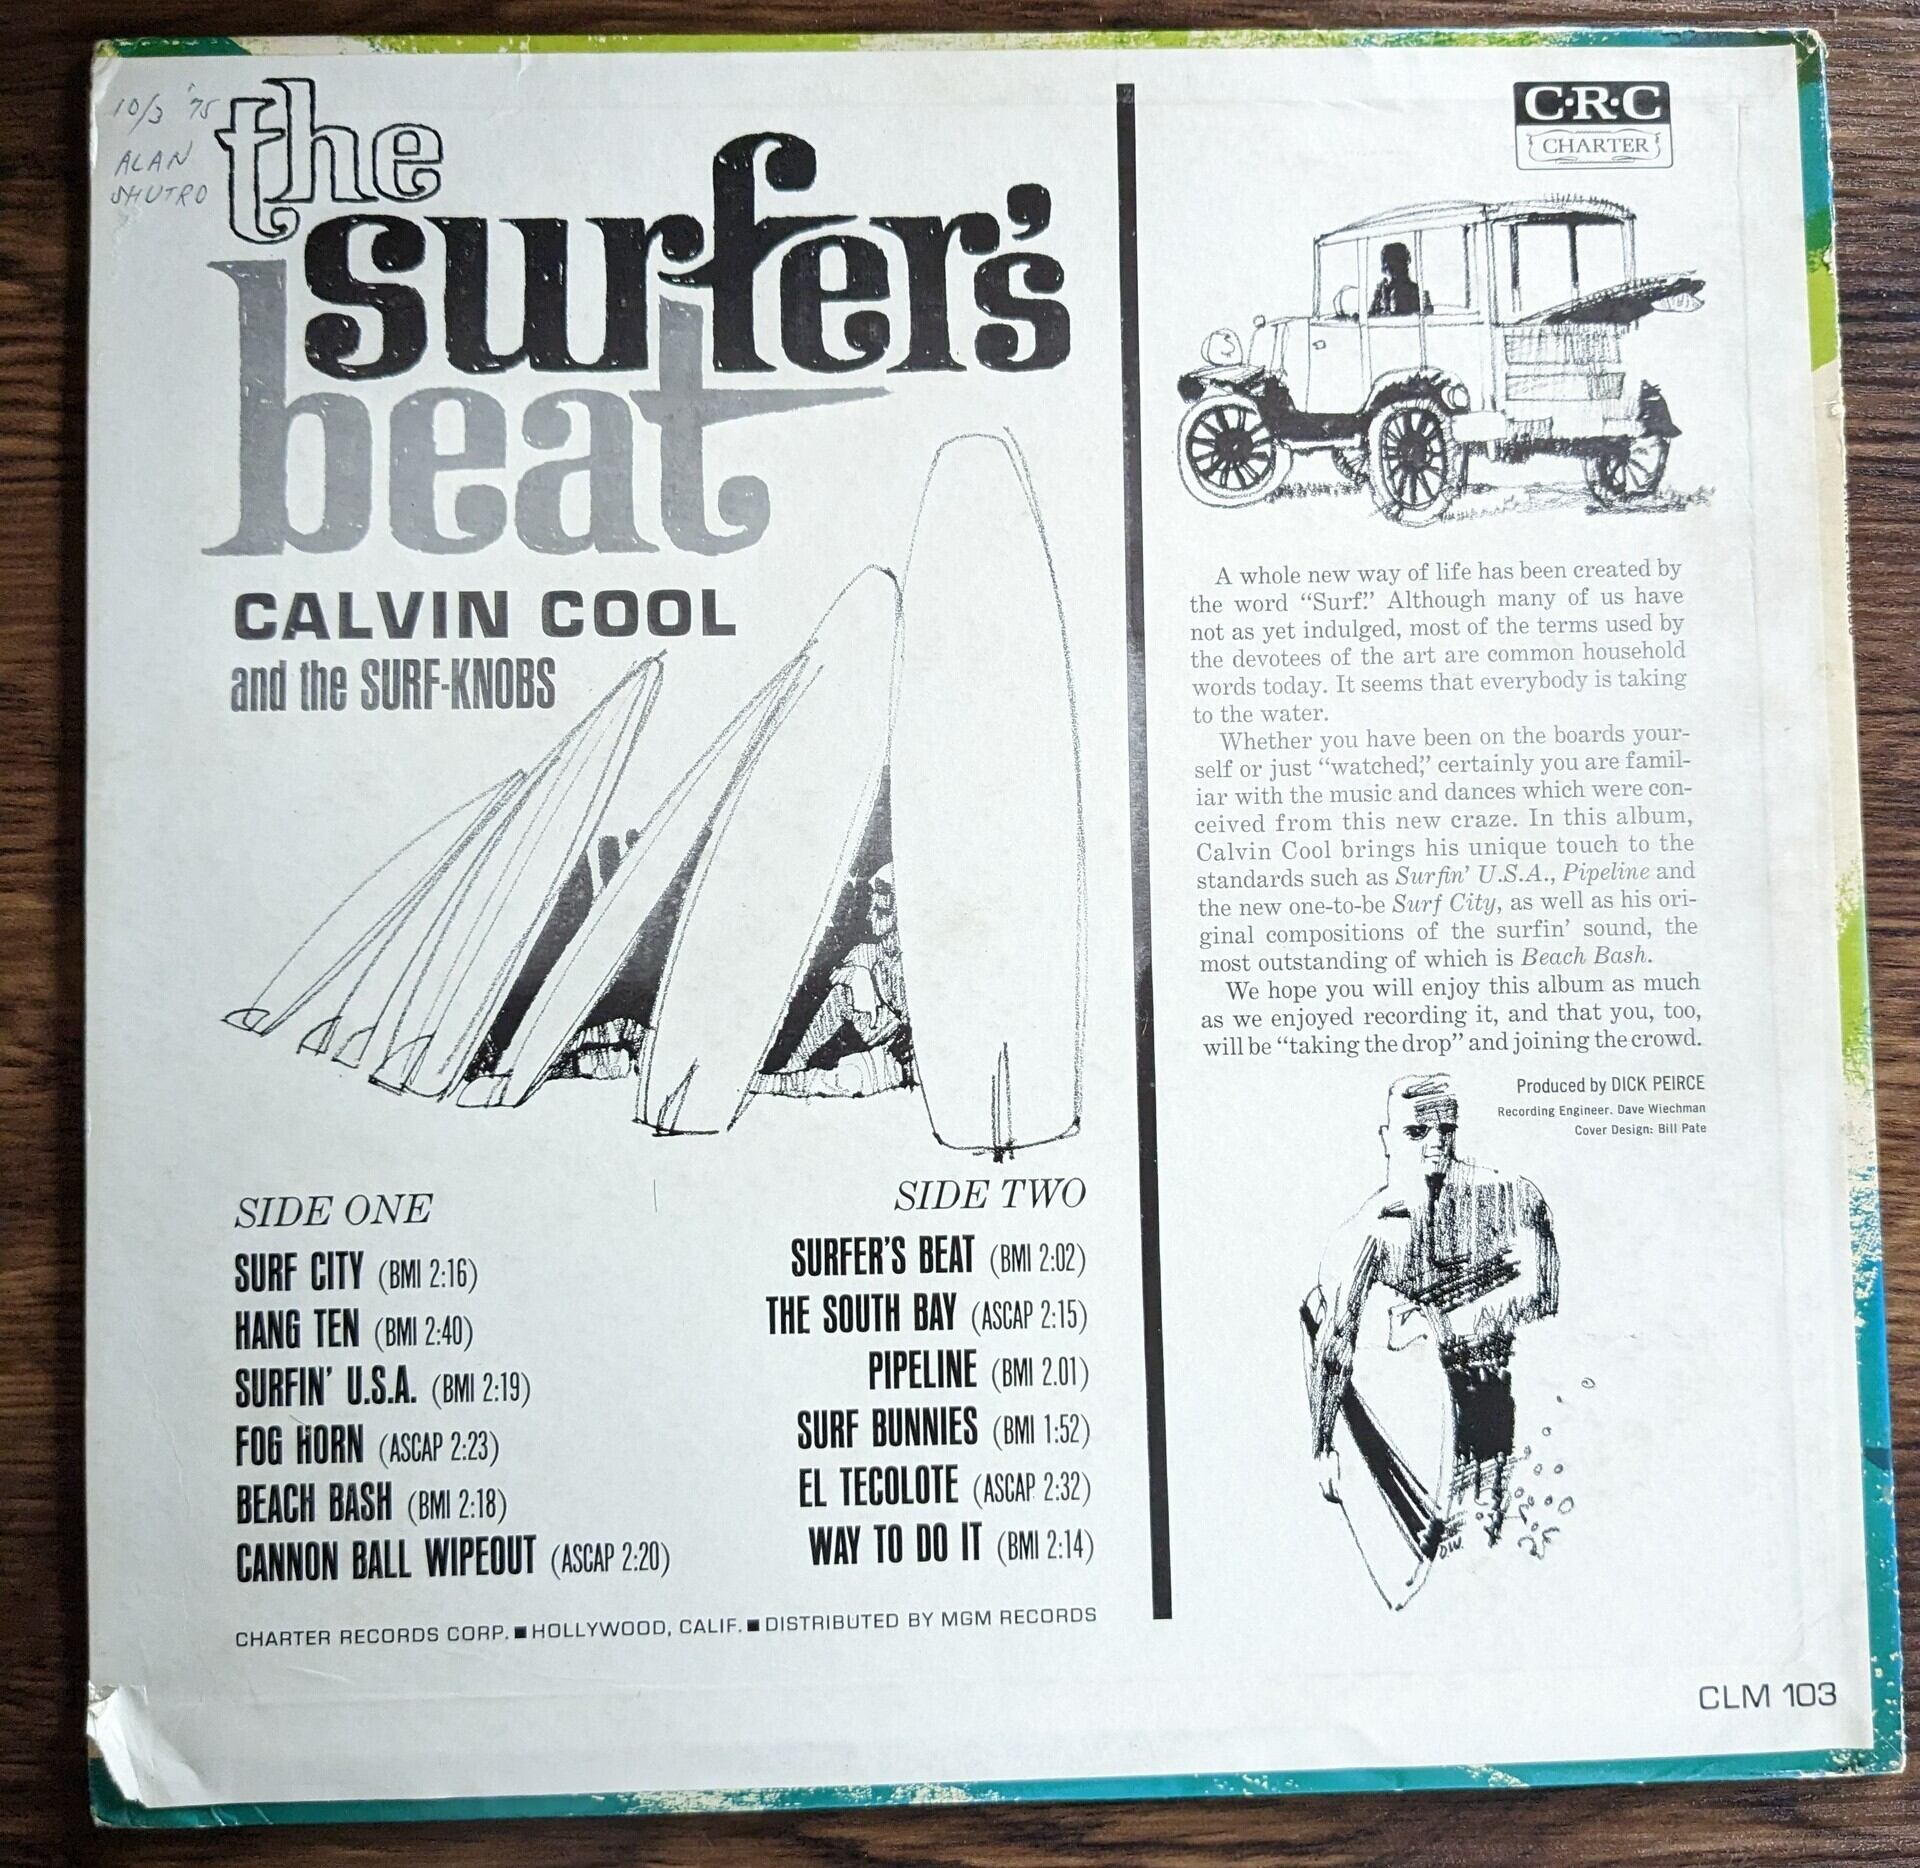 10/3 '75
ALAN
SHUTRO
the
surfer's
beat
CALVIN COOL
and the SURF-KNOBS
SIDE ONE
SURF CITY (BMI 2:16)
HANG TEN (BMI 2:40)
SURFIN' U.S.A. (BMI 2:19)
FOG HORN (ASCAP 2:23)
BEACH BASH (BMI 2:18)
CANNON BALL WIPEOUT (ASCAP 2:20)
SIDE TWO
SURFER'S BEAT (BMI 2:02)
THE SOUTH BAY (ASCAP 2:15)
PIPELINE (BMI 2.01)
SURF BUNNIES (BMI 1:52)
EL TECOLOTE (ASCAP 2:32)
WAY TO DO IT (BMI 2:14)
CHARTER RECORDS CORP. ■ HOLLYWOOD, CALIF. ■ DISTRIBUTED BY MGM RECORDS
C·R·C
CHARTER
A whole new way of life has been created by
the word “Surf.” Although many of us have
not as yet indulged, most of the terms used by
the devotees of the art are common household
words today. It seems that everybody is taking
to the water.
Whether you have been on the boards your-
self or just “watched,” certainly you are famil-
iar with the music and dances which were con-
ceived from this new craze. In this album,
Calvin Cool brings his unique touch to the
standards such as Surfin’ U.S.A., Pipeline and
the new one-to-be Surf City, as well as his ori-
ginal compositions of the surfin’ sound, the
most outstanding of which is Beach Bash.
We hope you will enjoy this album as much
as we enjoyed recording it, and that you, too,
will be “taking the drop” and joining the crowd.
Produced by DICK PEIRCE
Recording Engineer. Dave Wiechman
Cover Design: Bill Pate
D.W.
CLM 103